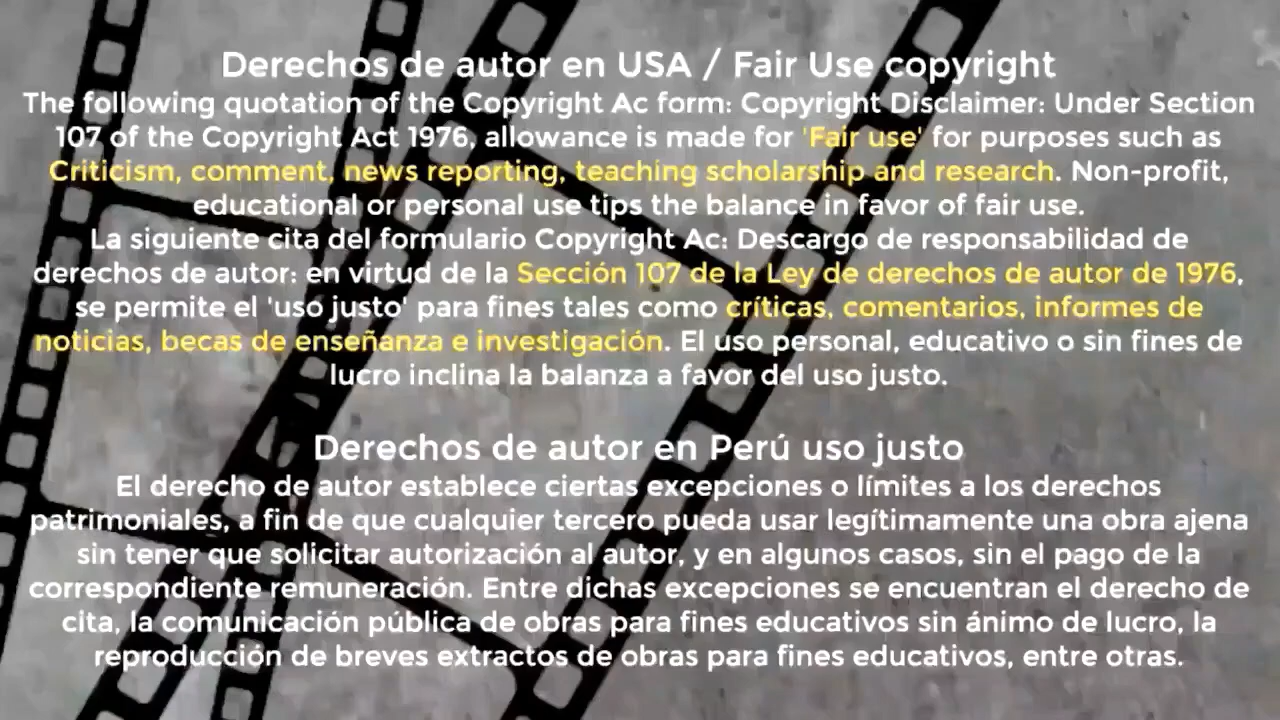 Derechos de autor en USA / Fair Use copyright
The following quotation of the Copyright Ac form: Copyright Disclaimer: Under Section
107 of the Copyright Act 1976, allowance is made for 'Fair use' for purposes such as
Criticism, comment, news reporting, teaching scholarship and research. Non-profit,
educational or personal use tips the balance in favor of fair use.
La siguiente cita del formulario Copyright Ac: Descargo de responsabilidad de
derechos de autor: en virtud de la Sección 107 de la Ley de derechos de autor de 1976,
se permite el 'uso justo' para fines tales como críticas, comentarios, informes de
noticias, becas de enseñanza e investigación. El uso personal, educativo o sin fines de
lucro inclina la balanza a favor del uso justo.
Derechos de autor en Perú uso justo
El derecho de autor establece ciertas excepciones o límites a los derechos
patrimoniales, a fin de que cualquier tercero pueda usar legítimamente una obra ajena
sin tener que solicitar autorización al autor, y en algunos casos, sin el pago de la
correspondiente remuneración. Entre dichas excepciones se encuentran el derecho de
cita, la comunicación pública de obras para fines educativos sin ánimo de lucro, la
reproducción de breves extractos de obras para fines educativos, entre otras.